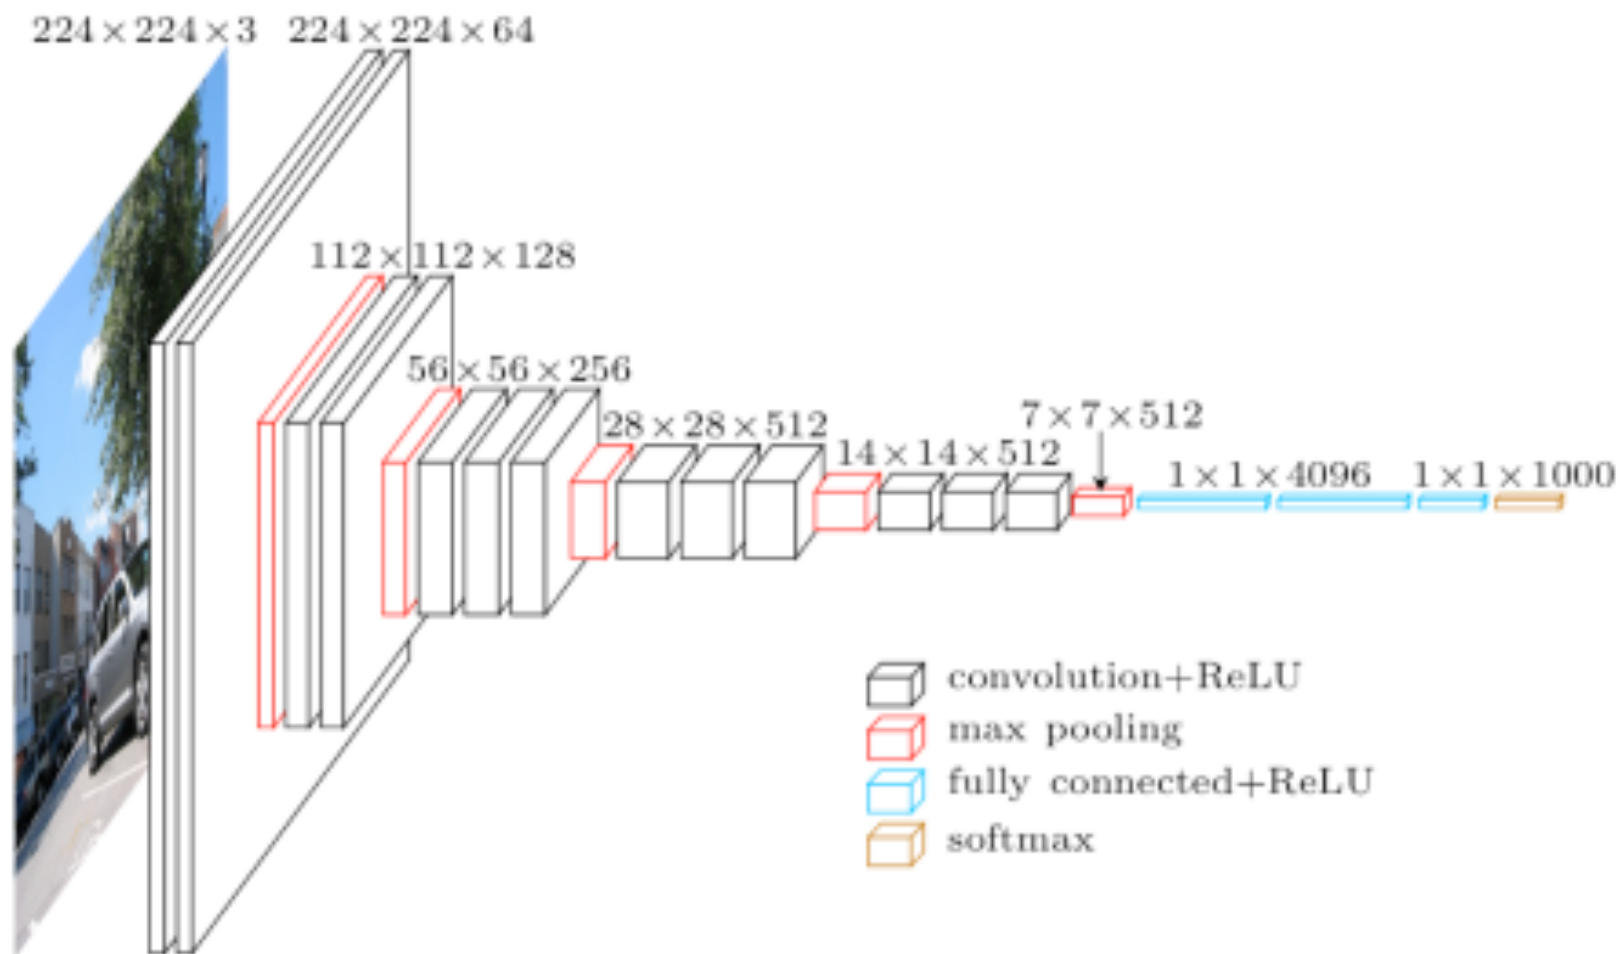 224×224×3
224×224×64
112×112×128
56×56×256
28×28×512
14×14×512
7×7×512
1×1×4096
1×1×1000
convolution+ReLU
max pooling
fully connected+ReLU
softmax